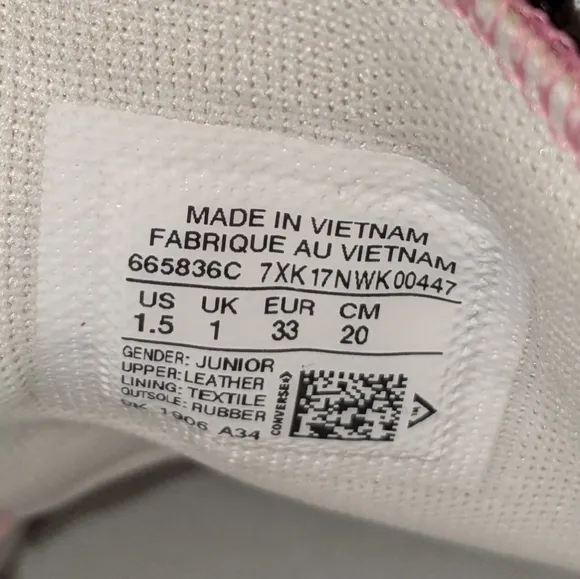 MADE IN VIETNAM
FABRIQUE AU VIETNAM
665836C 7XK17NWK00447
US UK EUR CM
1.5 1 33 20
GENDER: JUNIOR
UPPER: LEATHER
LINING: TEXTILE
OUTSOLE: RUBBER
1906 A34
CONVERSE
TM